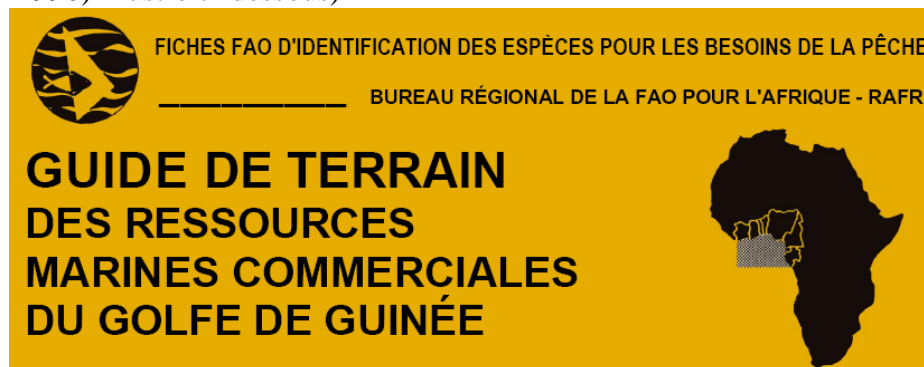 FICHES FAO D'IDENTIFICATION DES ESPÈCES POUR LES BESOINS DE LA PÊCHE
BUREAU RÉGIONAL DE LA FAO POUR L'AFRIQUE - RAFR
GUIDE DE TERRAIN
DES RESSOURCES
MARINES COMMERCIALES
DU GOLFE DE GUINÉE